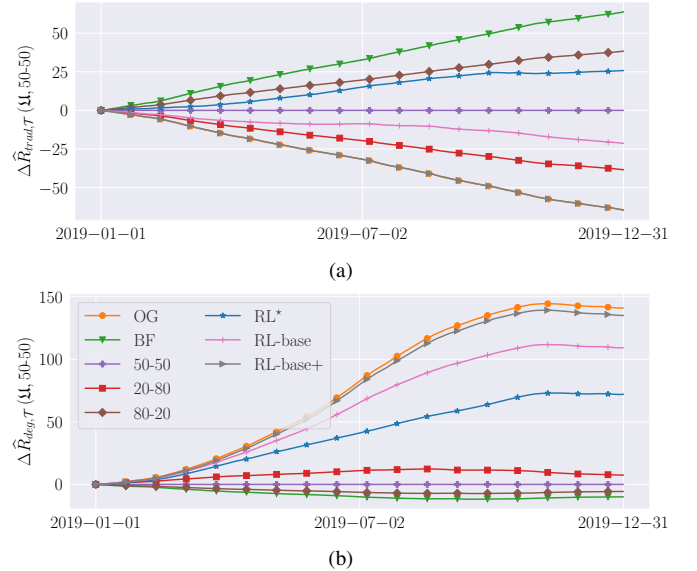 50
25
0
−25
−50
ΔR̂_{trad,𝒯} (𝔘, 50-50)
2019−01−01 2019−07−02 2019−12−31
(a)
150
100
50
0
ΔR̂_{deg,𝒯} (𝔘, 50-50)
OG RL⋆
BF RL-base
50-50 RL-base+
20-80
80-20
2019−01−01 2019−07−02 2019−12−31
(b)